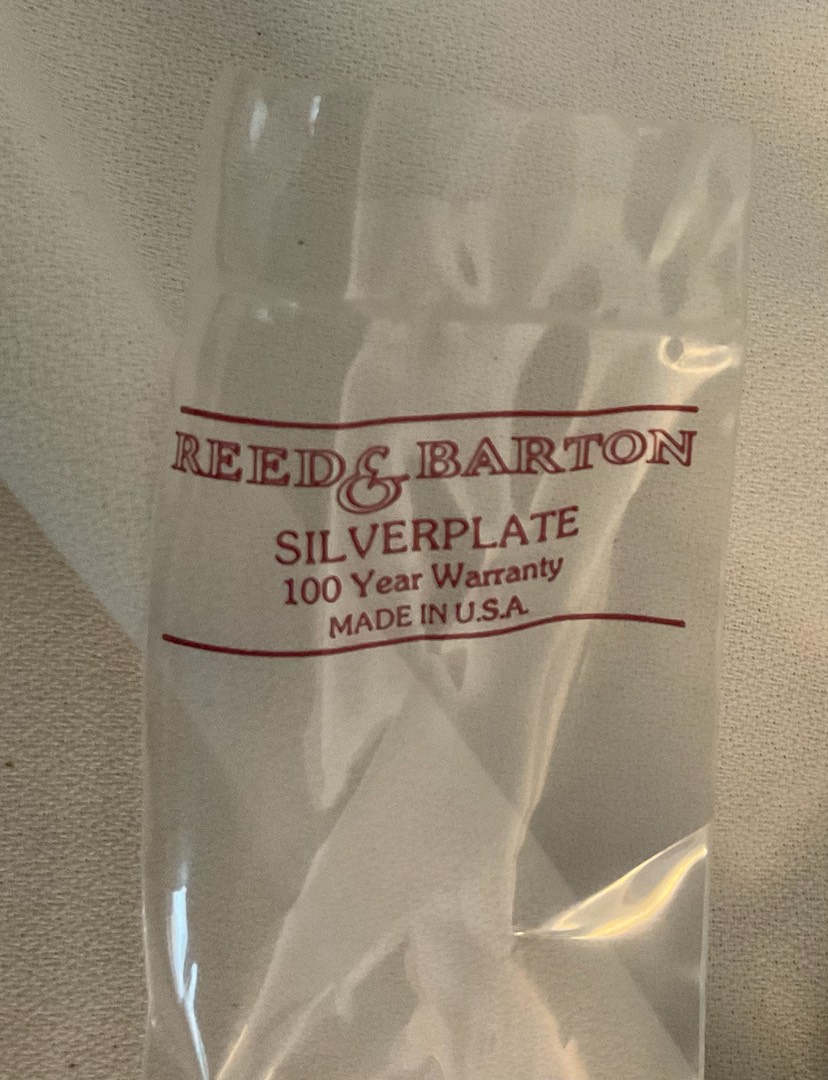 REED & BARTON
SILVERPLATE
100 Year Warranty
MADE IN U.S.A.